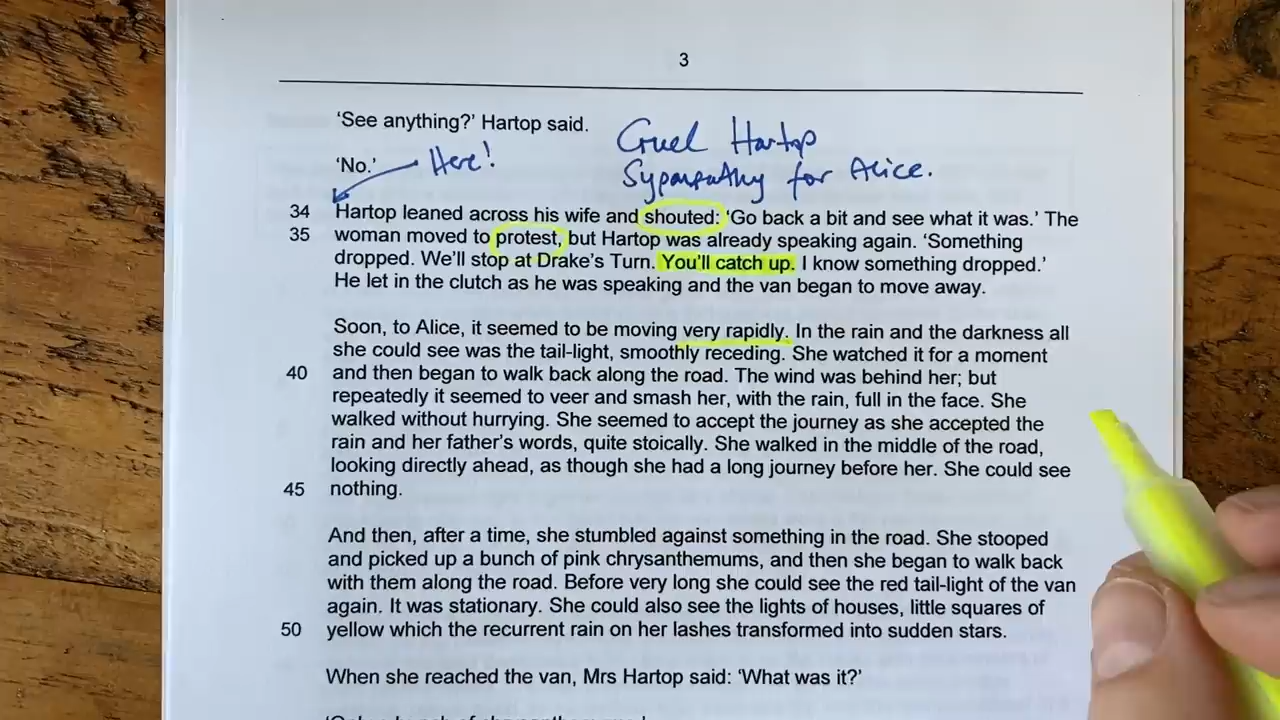 3
‘See anything?’ Hartop said.
Cruel Hartop
‘No.’ Here!
Sypmpathy for Alice.
34 Hartop leaned across his wife and shouted: ‘Go back a bit and see what it was.’ The
35 woman moved to protest, but Hartop was already speaking again. ‘Something
dropped. We’ll stop at Drake’s Turn. You’ll catch up. I know something dropped.’
He let in the clutch as he was speaking and the van began to move away.
Soon, to Alice, it seemed to be moving very rapidly. In the rain and the darkness all
she could see was the tail-light, smoothly receding. She watched it for a moment
40 and then began to walk back along the road. The wind was behind her; but
repeatedly it seemed to veer and smash her, with the rain, full in the face. She
walked without hurrying. She seemed to accept the journey as she accepted the
rain and her father’s words, quite stoically. She walked in the middle of the road,
looking directly ahead, as though she had a long journey before her. She could see
45 nothing.
And then, after a time, she stumbled against something in the road. She stooped
and picked up a bunch of pink chrysanthemums, and then she began to walk back
with them along the road. Before very long she could see the red tail-light of the van
again. It was stationary. She could also see the lights of houses, little squares of
50 yellow which the recurrent rain on her lashes transformed into sudden stars.
When she reached the van, Mrs Hartop said: ‘What was it?’